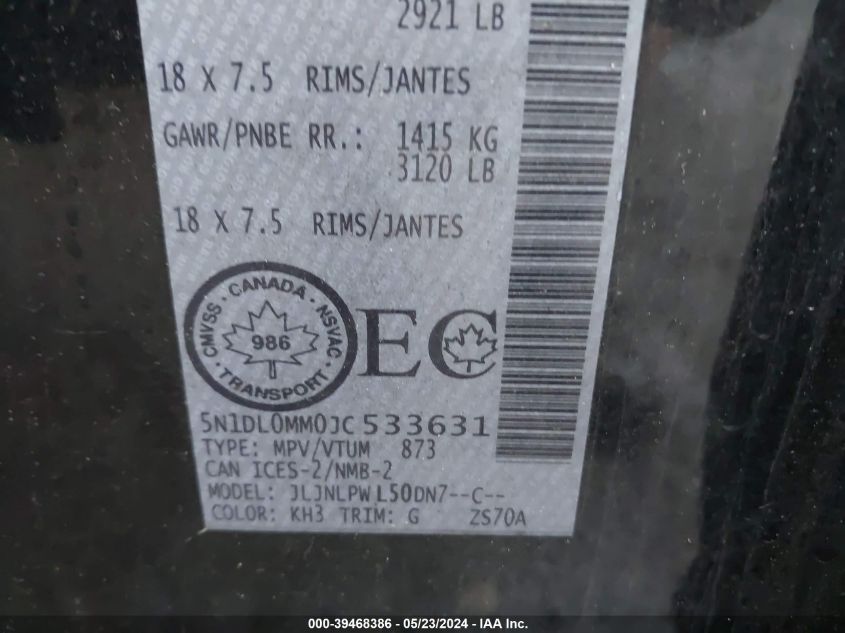 2921 LB
18 X 7.5 RIMS/JANTES
GAWR/PNBE RR.: 1415 KG
3120 LB
18 X 7.5 RIMS/JANTES
CMVSS · CANADA · NSVAC
986
TRANSPORT
EC
5N1DL0MM0JC533631
TYPE: MPV/VTUM 873
CAN ICES-2/NMB-2
MODEL: JLJNLPW L50DN7--C--
COLOR: KH3 TRIM: G ZS70A
000-39468386 - 05/23/2024 - IAA Inc.